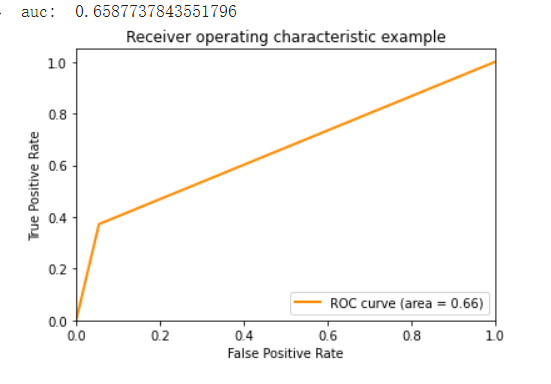 auc: 0.6587737843551796
Receiver operating characteristic example
True Positive Rate
1.0
0.8
0.6
0.4
0.2
0.0
ROC curve (area = 0.66)
0.0 0.2 0.4 0.6 0.8 1.0
False Positive Rate